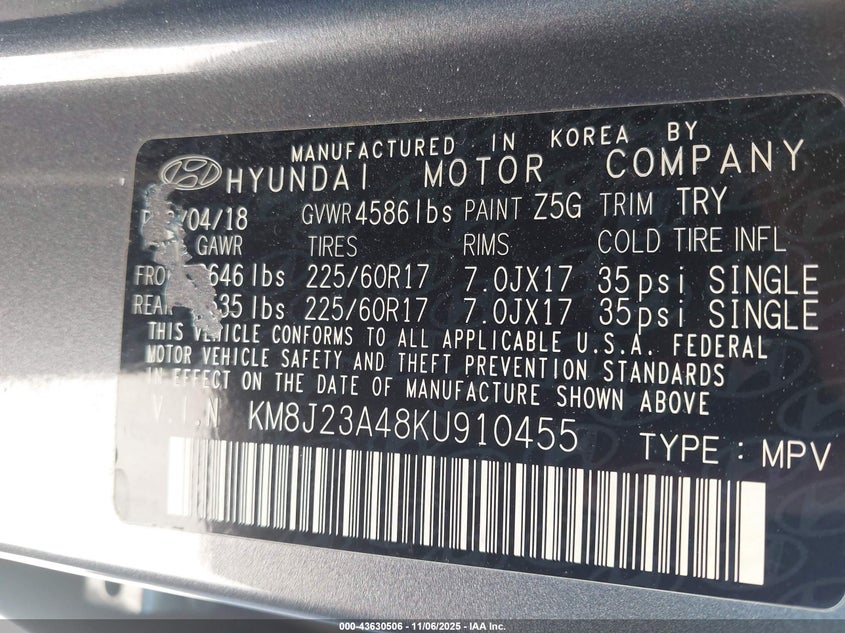 MANUFACTURED IN KOREA BY
HYUNDAI MOTOR COMPANY
/04/18 GVWR 4586 lbs PAINT Z5G TRIM TRY
GAWR TIRES RIMS COLD TIRE INFL
646 lbs 225/60R17 7.0JX17 35psi SINGLE
REAR 35 lbs 225/60R17 7.0JX17 35psi SINGLE
THIS VEHICLE CONFORMS TO ALL APPLICABLE U.S.A. FEDERAL
MOTOR VEHICLE SAFETY AND THEFT PREVENTION STANDARDS
IN EFFECT ON THE DATE OF MANUFACTURE SHOWN ABOVE
V.I.N KM8J23A48KU910455 TYPE : MPV
000-43630506 - 11/06/2025 - IAA Inc.